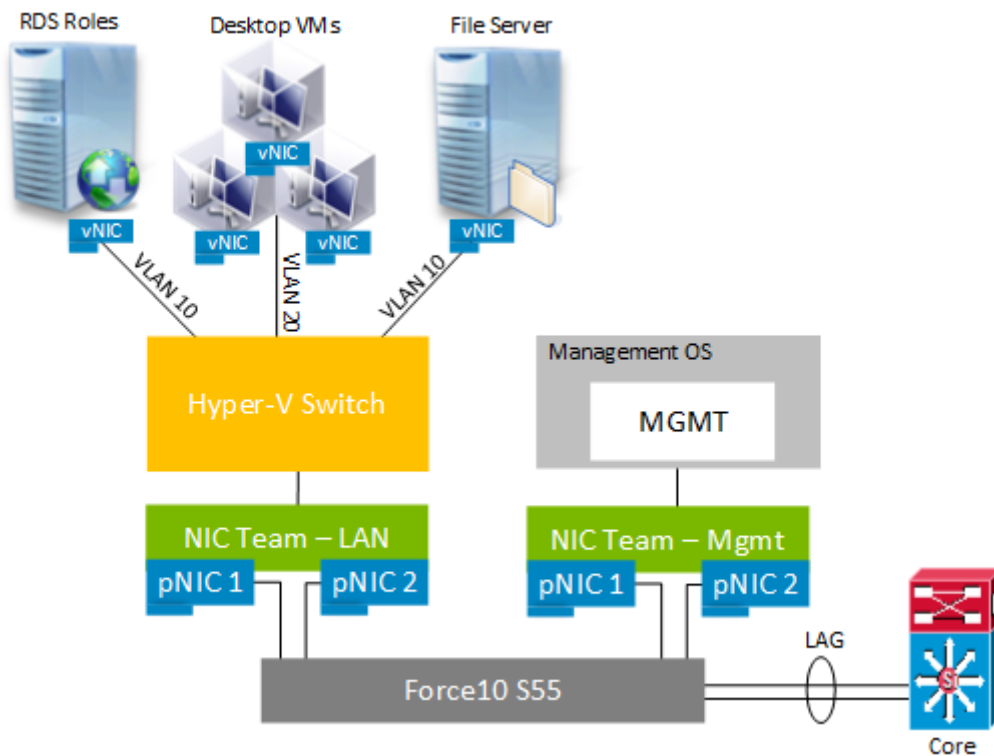 RDS Roles
Desktop VMs
File Server
vNIC
vNIC
vNIC
vNIC
vNIC
VLAN 10
VLAN 20
VLAN 10
Hyper-V Switch
Management OS
MGMT
NIC Team – LAN
NIC Team – Mgmt
pNIC 1
pNIC 2
pNIC 1
pNIC 2
LAG
Force10 S55
Si
Core